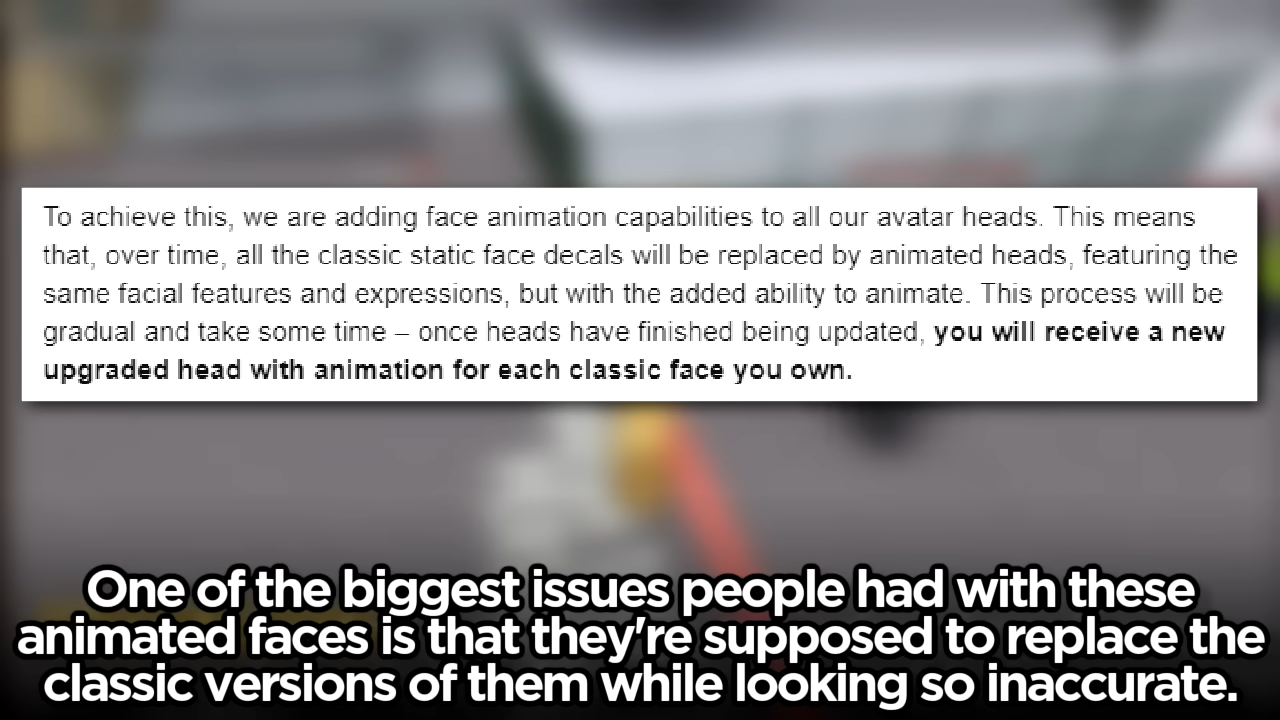 To achieve this, we are adding face animation capabilities to all our avatar heads. This means
that, over time, all the classic static face decals will be replaced by animated heads, featuring the
same facial features and expressions, but with the added ability to animate. This process will be
gradual and take some time – once heads have finished being updated, you will receive a new
upgraded head with animation for each classic face you own.
One of the biggest issues people had with these
animated faces is that they're supposed to replace the
classic versions of them while looking so inaccurate.